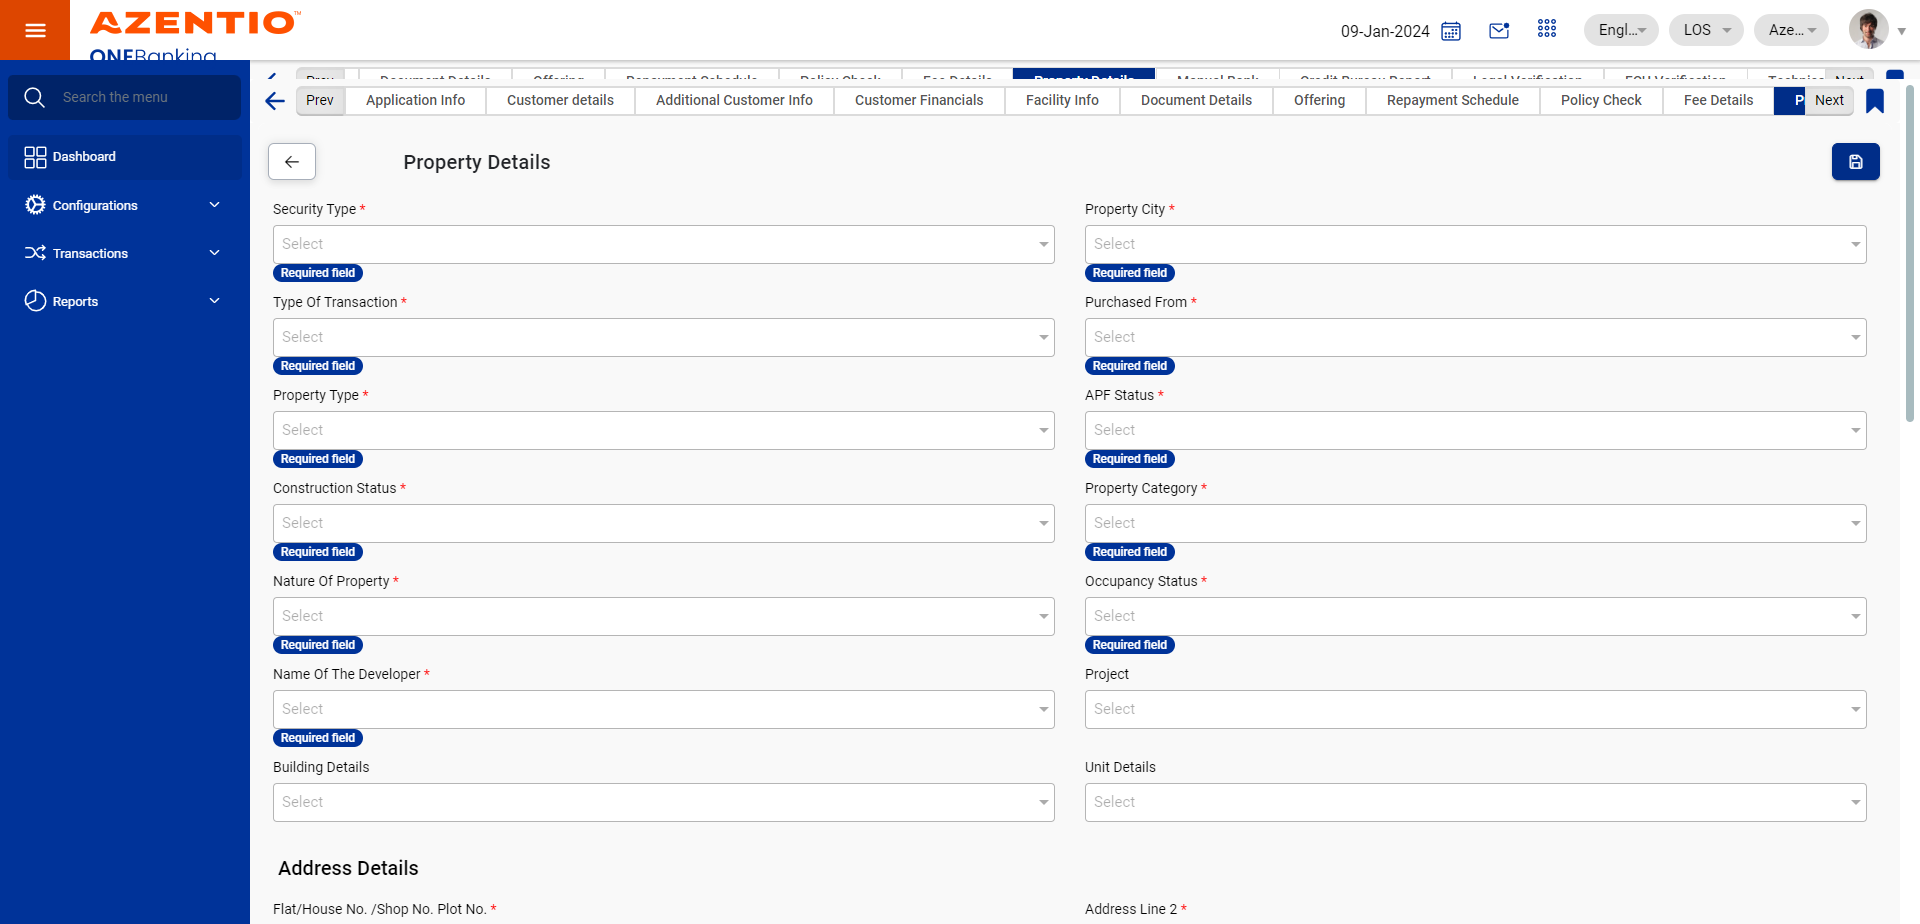 AZENTIO™
ONEBanking
09-Jan-2024
Engl...
LOS
Aze...
Search the menu
Dashboard
Configurations
Transactions
Reports
Prev Document Details Offering Repayment Schedule Policy Check Fee Details Property Details Manual Bank Credit Bureau Report Legal Verification FCU Verification Technica Next
Prev Application Info Customer details Additional Customer Info Customer Financials Facility Info Document Details Offering Repayment Schedule Policy Check Fee Details P Next
Property Details
Security Type * Property City *
Select Select
Required field Required field
Type Of Transaction * Purchased From *
Select Select
Required field Required field
Property Type * APF Status *
Select Select
Required field Required field
Construction Status * Property Category *
Select Select
Required field Required field
Nature Of Property * Occupancy Status *
Select Select
Required field Required field
Name Of The Developer * Project
Select Select
Required field
Building Details Unit Details
Select Select
Address Details
Flat/House No. /Shop No. Plot No. * Address Line 2 *